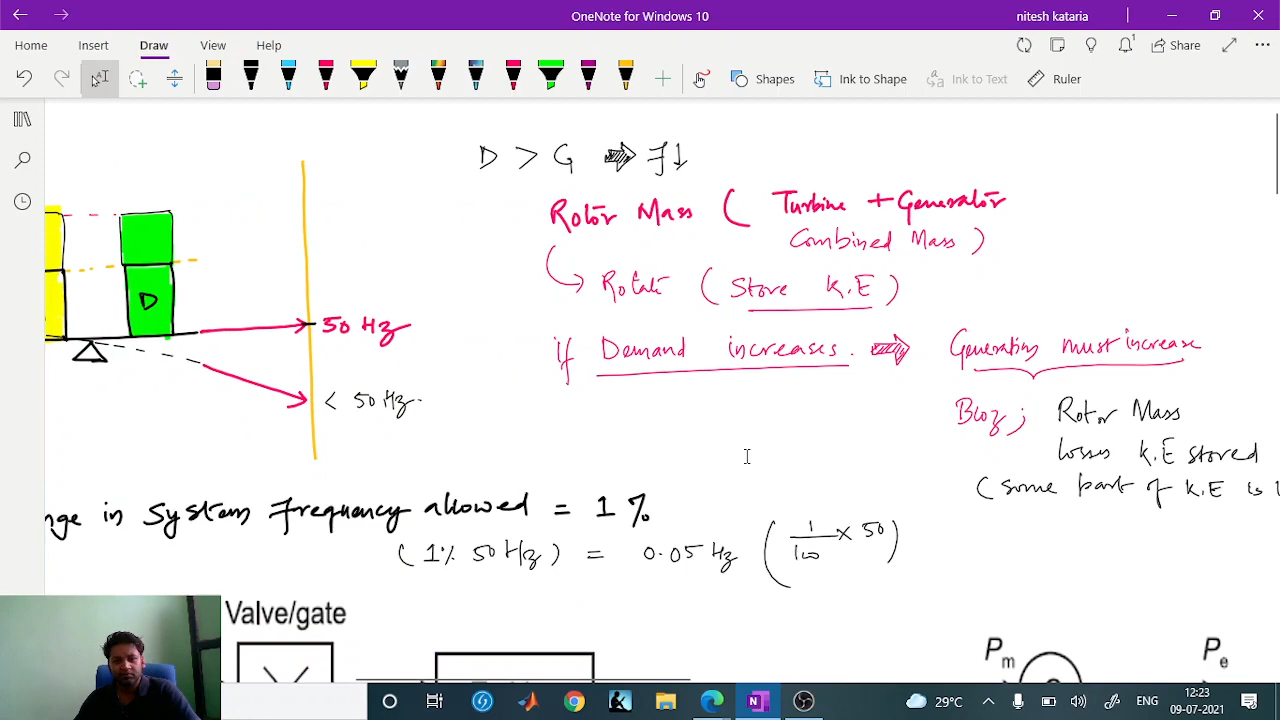 OneNote for Windows 10
nitesh kataria
Home Insert Draw View Help
Share
Shapes
Ink to Shape
Ink to Text
Ruler
D > G ⇒ f↓
Rotor Mass ( Turbine + Generator
Combined Mass )
Rotate ( Store K.E )
D
50 Hz
if Demand increases. ⇒ Generating must increase
< 50 Hz.
Bcoz; Rotor Mass
losses K.E stored
( some part of K.E is
nge in System frequency allowed = 1 %
( 1% 50 Hz ) = 0.05 Hz ( 1/100 × 50 )
Valve/gate
Pm
Pe
29°C
ENG
12:23
09-07-2021